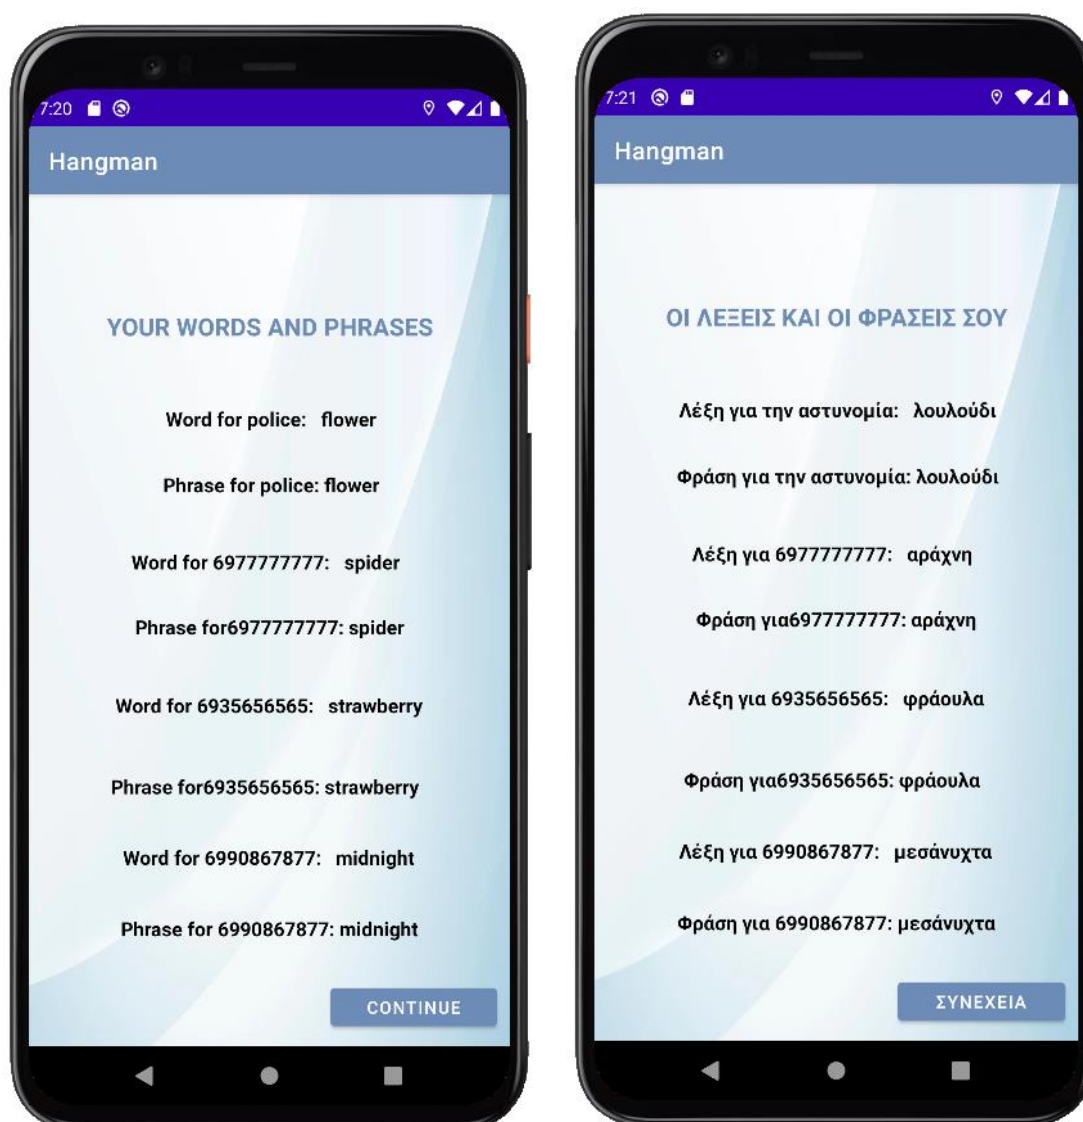 7:20
Hangman
YOUR WORDS AND PHRASES
Word for police: flower
Phrase for police: flower
Word for 6977777777: spider
Phrase for6977777777: spider
Word for 6935656565: strawberry
Phrase for6935656565: strawberry
Word for 6990867877: midnight
Phrase for 6990867877: midnight
CONTINUE
7:21
Hangman
ΟΙ ΛΕΞΕΙΣ ΚΑΙ ΟΙ ΦΡΑΣΕΙΣ ΣΟΥ
Λέξη για την αστυνομία: λουλούδι
Φράση για την αστυνομία: λουλούδι
Λέξη για 6977777777: αράχνη
Φράση για6977777777: αράχνη
Λέξη για 6935656565: φράουλα
Φράση για6935656565: φράουλα
Λέξη για 6990867877: μεσάνυχτα
Φράση για 6990867877: μεσάνυχτα
ΣΥΝΕΧΕΙΑ